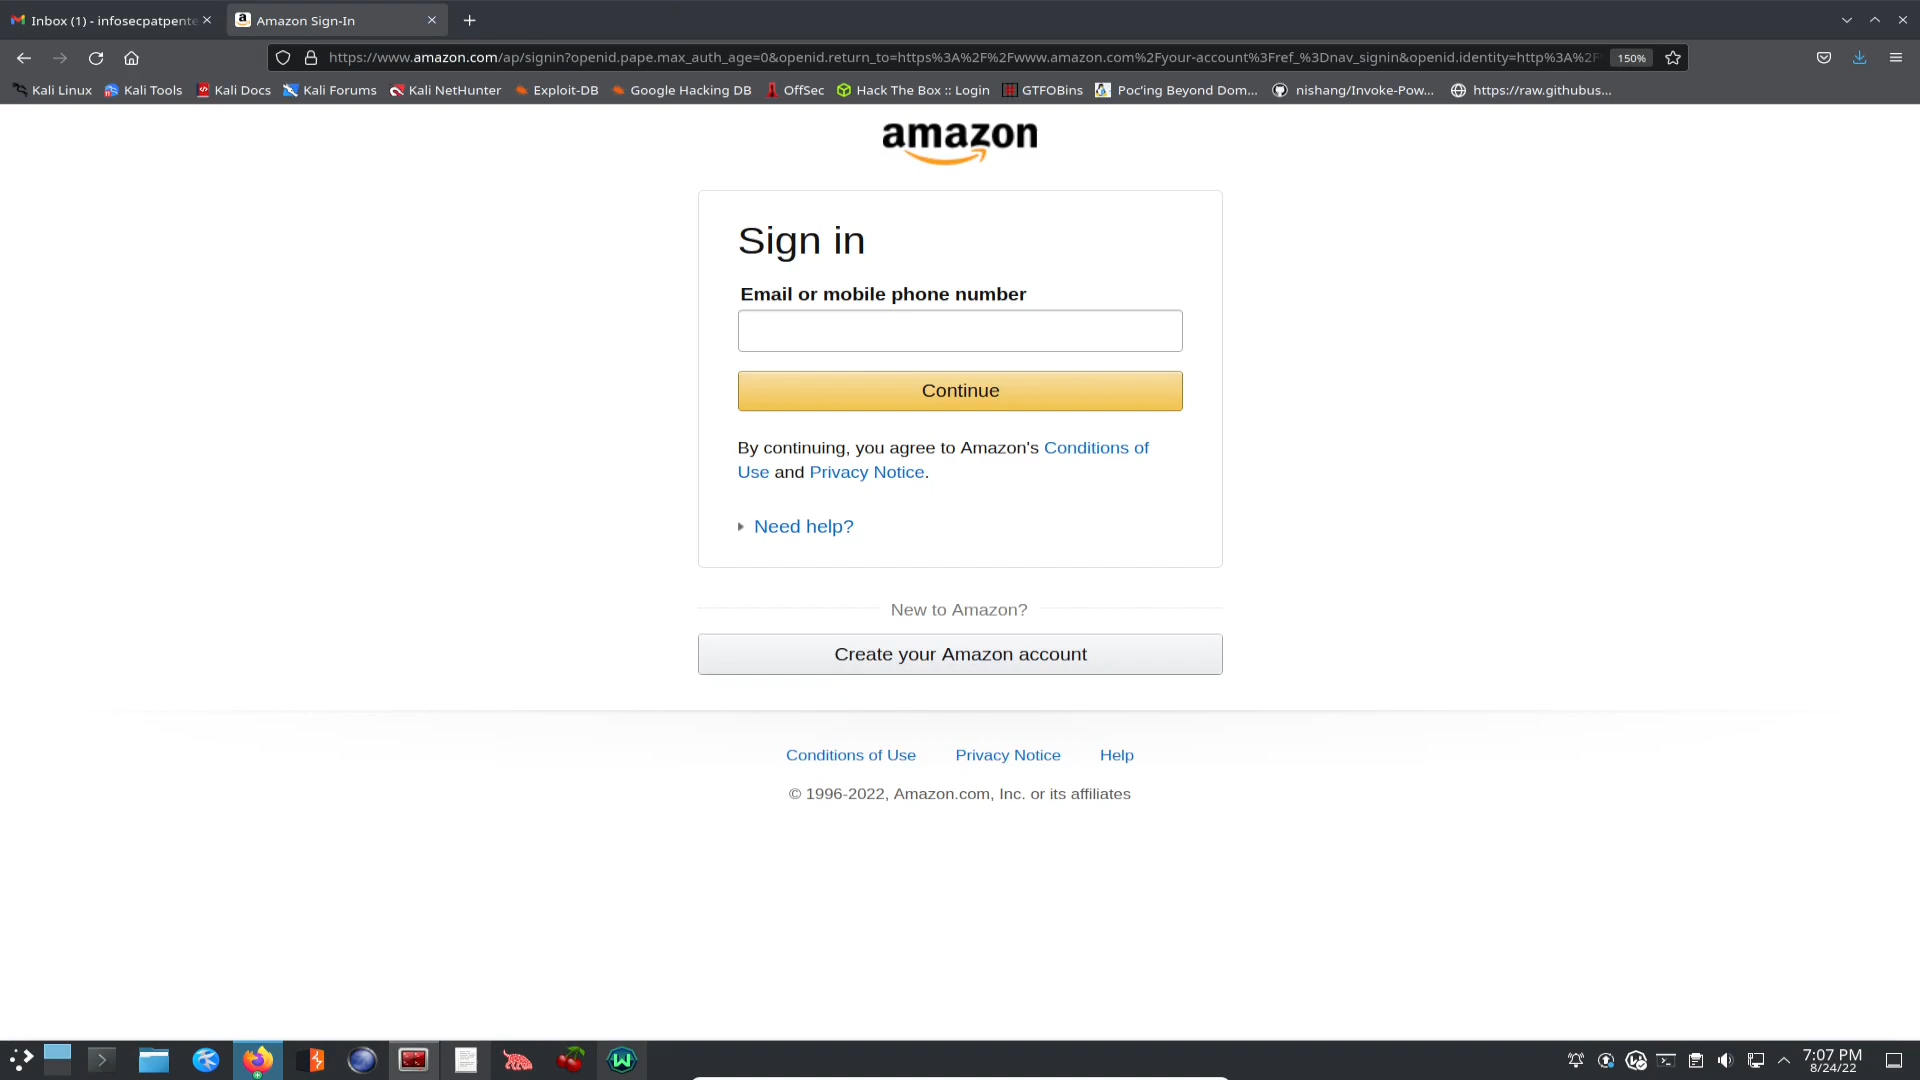 Inbox (1) - infosecpatpente
Amazon Sign-In
https://www.amazon.com/ap/signin?openid.pape.max_auth_age=0&openid.return_to=https%3A%2F%2Fwww.amazon.com%2Fyour-account%3Fref_%3Dnav_signin&openid.identity=http%3A%2F
150%
Kali Linux
Kali Tools
Kali Docs
Kali Forums
Kali NetHunter
Exploit-DB
Google Hacking DB
OffSec
Hack The Box :: Login
GTFOBins
Poc'ing Beyond Dom...
nishang/Invoke-Pow...
https://raw.githubus...
amazon
Sign in
Email or mobile phone number
Continue
By continuing, you agree to Amazon's Conditions of
Use and Privacy Notice.
Need help?
New to Amazon?
Create your Amazon account
Conditions of Use
Privacy Notice
Help
© 1996-2022, Amazon.com, Inc. or its affiliates
7:07 PM
8/24/22